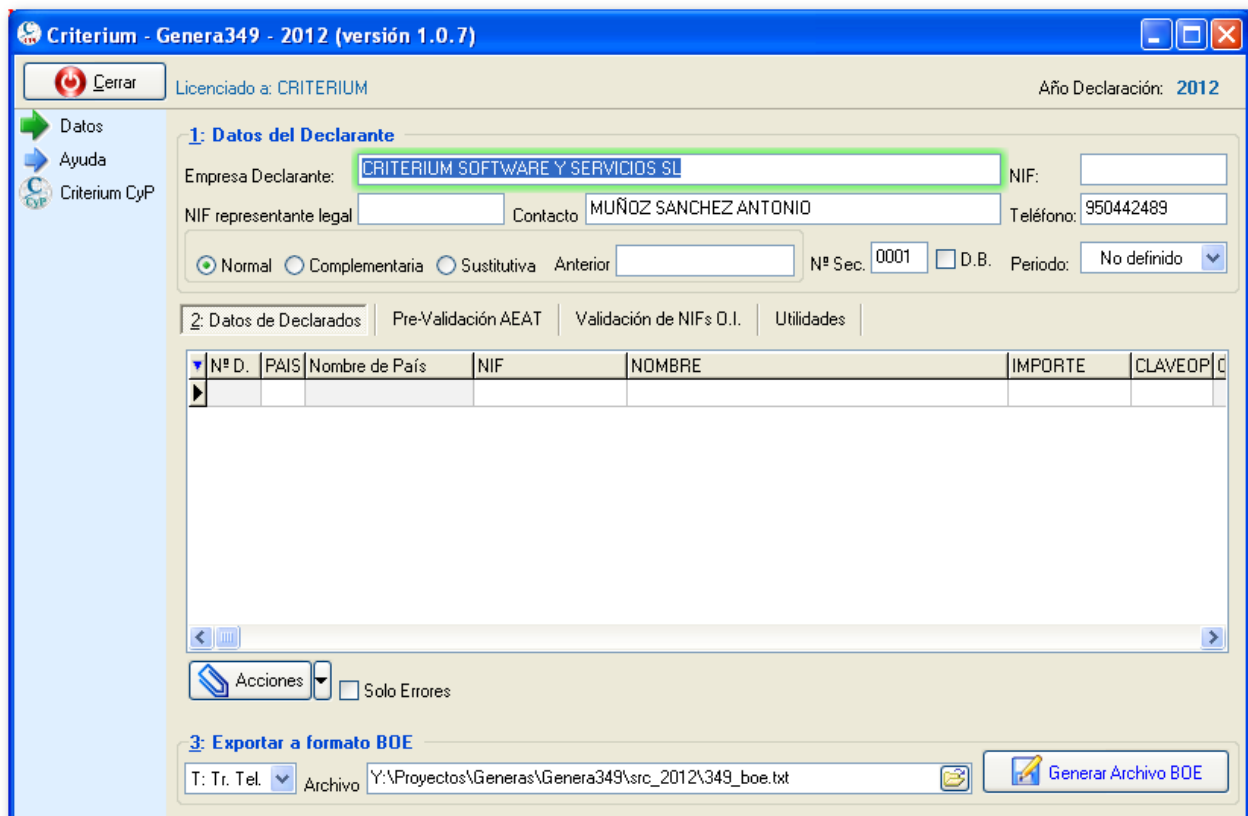 Criterium - Genera349 - 2012 (versión 1.0.7)
Cerrar
Licenciado a: CRITERIUM
Año Declaración: 2012
Datos
Ayuda
Criterium CyP
1: Datos del Declarante
Empresa Declarante: CRITERIUM SOFTWARE Y SERVICIOS SL NIF:
NIF representante legal Contacto MUÑOZ SANCHEZ ANTONIO Teléfono: 950442489
Normal Complementaria Sustitutiva Anterior Nº Sec. 0001 D.B. Periodo: No definido
2: Datos de Declarados Pre-Validación AEAT Validación de NIFs O.I. Utilidades
Nº D. PAIS Nombre de País NIF NOMBRE IMPORTE CLAVEOP
Acciones Solo Errores
3: Exportar a formato BOE
T: Tr. Tel. Archivo Y:\Proyectos\Generas\Genera349\src_2012\349_boe.txt Generar Archivo BOE